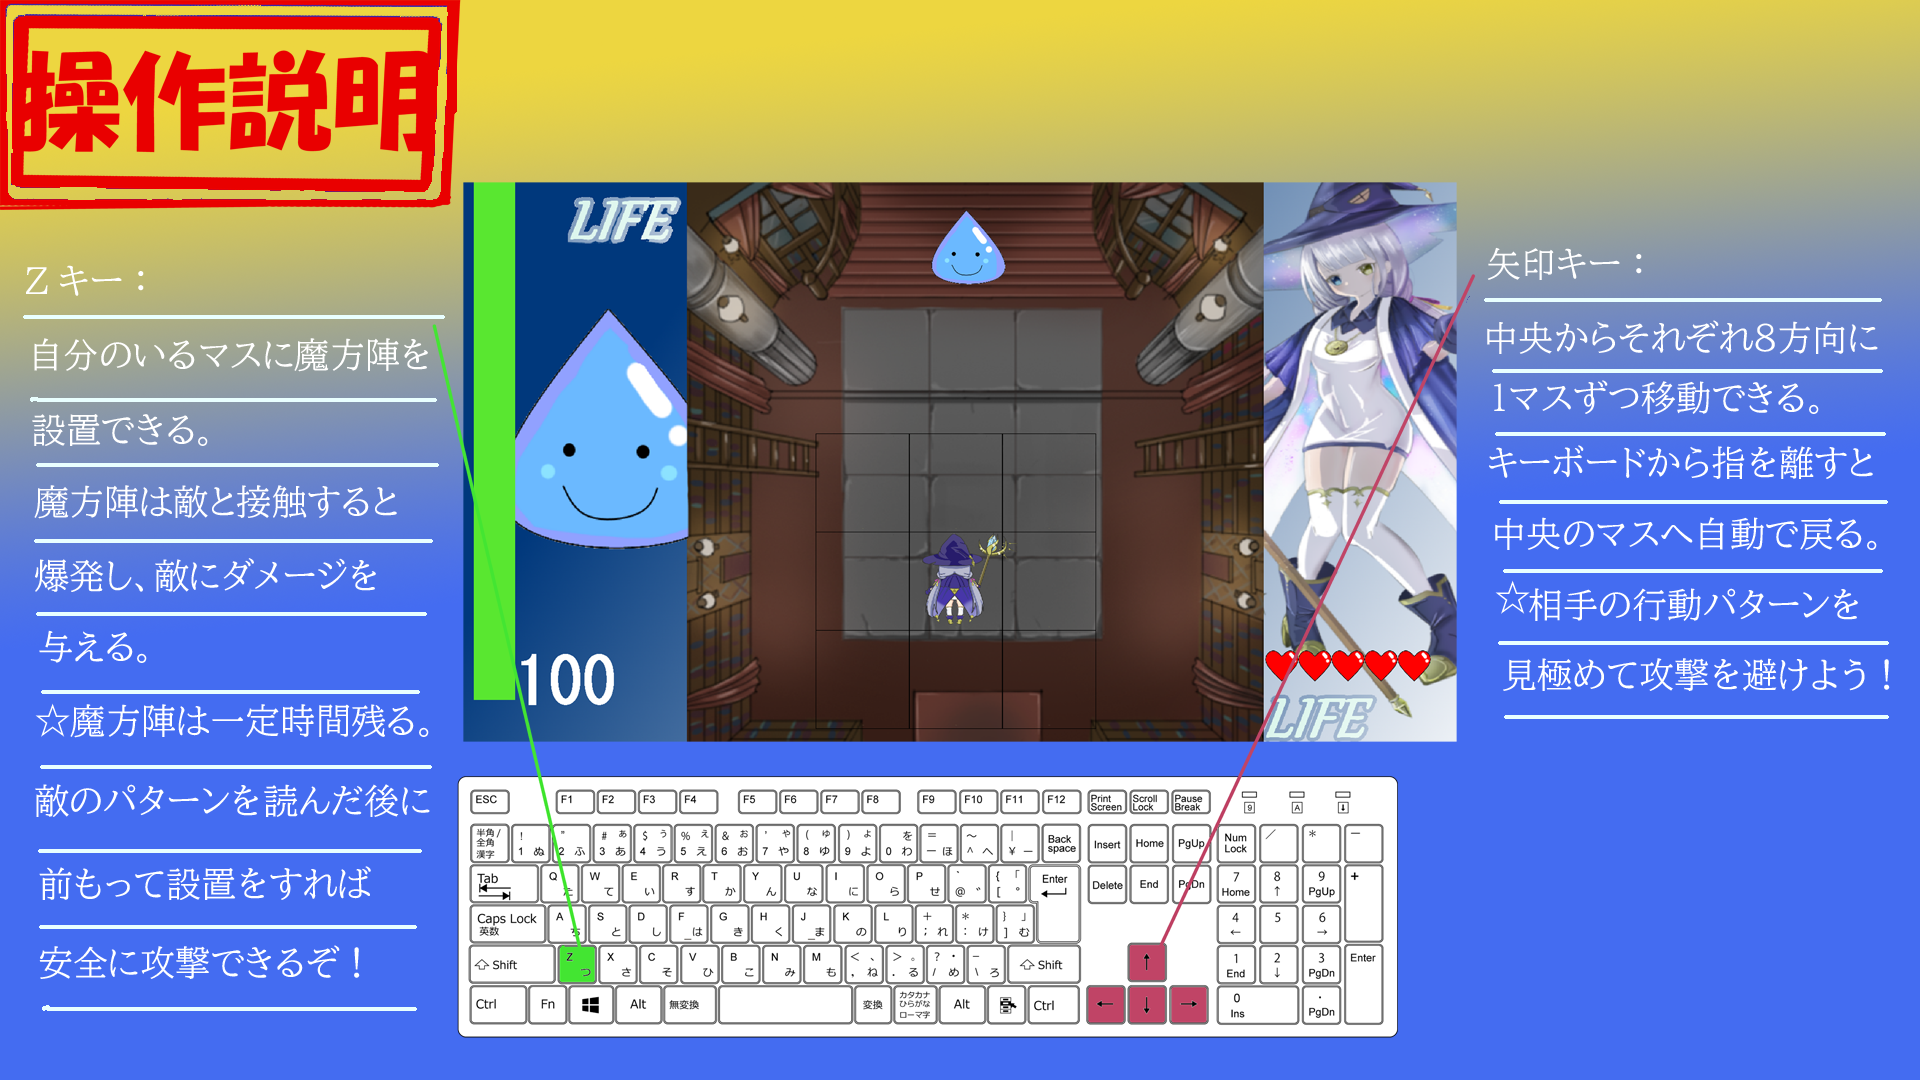 操作説明
Zキー：
自分のいるマスに魔方陣を
設置できる。
魔方陣は敵と接触すると
爆発し、敵にダメージを
与える。
☆魔方陣は一定時間残る。
敵のパターンを読んだ後に
前もって設置をすれば
安全に攻撃できるぞ！
LIFE
100
LIFE
矢印キー：
中央からそれぞれ8方向に
1マスずつ移動できる。
キーボードから指を離すと
中央のマスへ自動で戻る。
☆相手の行動パターンを
見極めて攻撃を避けよう！
ESC F1 F2 F3 F4 F5 F6 F7 F8 F9 F10 F11 F12 Print Screen Scroll Lock Pause Break 9 A ↓
半角/全角 漢字 ! 1 ぬ " 2 ふ # ぁ 3 あ $ ぅ 4 う % ぇ 5 え & ぉ 6 お ' ゃ 7 や ( ゅ 8 ゆ ) ょ 9 よ を 0 わ = ー ほ ～ ^ へ | ¥ ー Back space Insert Home PgUp Num Lock ／ * －
Tab Q た W て E い R す T か Y ん U な I に O ら P せ ` @ ゛ { 「 [ ゜ Enter Delete End PgDn 7 Home 8 ↑ 9 PgUp +
Caps Lock 英数 A ち S と D し F _ は G き H く J _ ま K の L り + ; れ * : け } 」 ] む 4 ← 5 6 →
⇧ Shift Z つ X さ C そ V ひ B こ N み M も < 、 , ね > 。 . る ? ・ / め _ \ ろ ⇧ Shift ↑ 1 End 2 ↓ 3 PgDn Enter
Ctrl Fn Alt 無変換 変換 カタカナ ひらがな ローマ字 Alt Ctrl ← ↓ → 0 Ins . PgDn